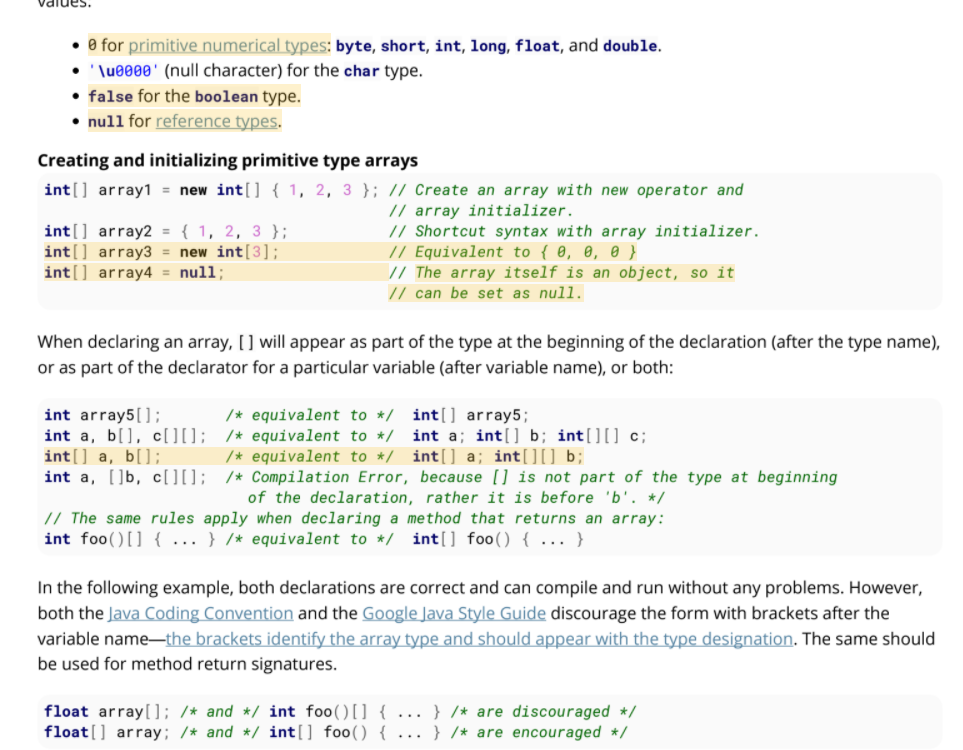 values:
• 0 for primitive numerical types: byte, short, int, long, float, and double.
• '\u0000' (null character) for the char type.
• false for the boolean type.
• null for reference types.
Creating and initializing primitive type arrays
int[] array1 = new int[] { 1, 2, 3 }; // Create an array with new operator and
// array initializer.
int[] array2 = { 1, 2, 3 }; // Shortcut syntax with array initializer.
int[] array3 = new int[3]; // Equivalent to { 0, 0, 0 }
int[] array4 = null; // The array itself is an object, so it
// can be set as null.
When declaring an array, [] will appear as part of the type at the beginning of the declaration (after the type name),
or as part of the declarator for a particular variable (after variable name), or both:
int array5[]; /* equivalent to */ int[] array5;
int a, b[], c[][]; /* equivalent to */ int a; int[] b; int[][] c;
int[] a, b[]; /* equivalent to */ int[] a; int[][] b;
int a, []b, c[][]; /* Compilation Error, because [] is not part of the type at beginning
of the declaration, rather it is before 'b'. */
// The same rules apply when declaring a method that returns an array:
int foo()[] { ... } /* equivalent to */ int[] foo() { ... }
In the following example, both declarations are correct and can compile and run without any problems. However,
both the Java Coding Convention and the Google Java Style Guide discourage the form with brackets after the
variable name—the brackets identify the array type and should appear with the type designation. The same should
be used for method return signatures.
float array[]; /* and */ int foo()[] { ... } /* are discouraged */
float[] array; /* and */ int[] foo() { ... } /* are encouraged */